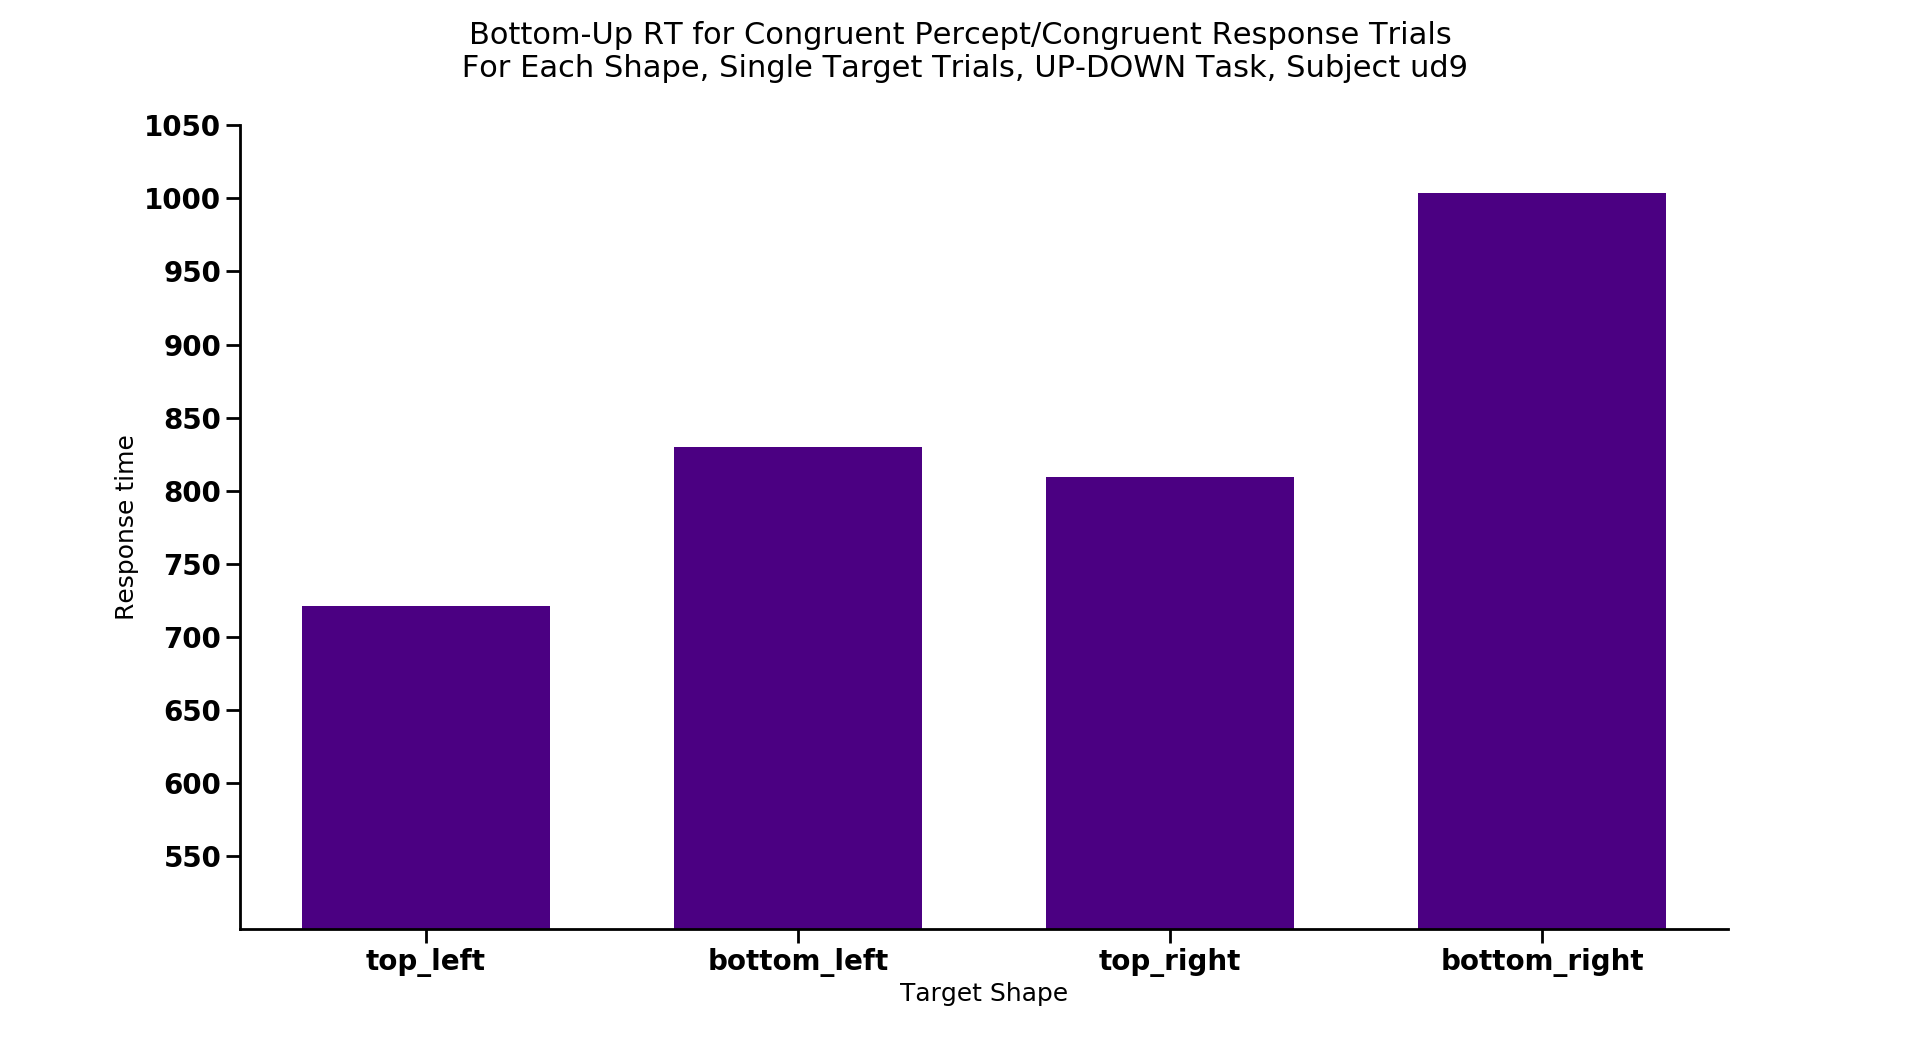 Bottom-Up RT for Congruent Percept/Congruent Response Trials
For Each Shape, Single Target Trials, UP-DOWN Task, Subject ud9
1050
1000
950
900
850
800
750
700
650
600
550
Response time
top_left
bottom_left
top_right
bottom_right
Target Shape